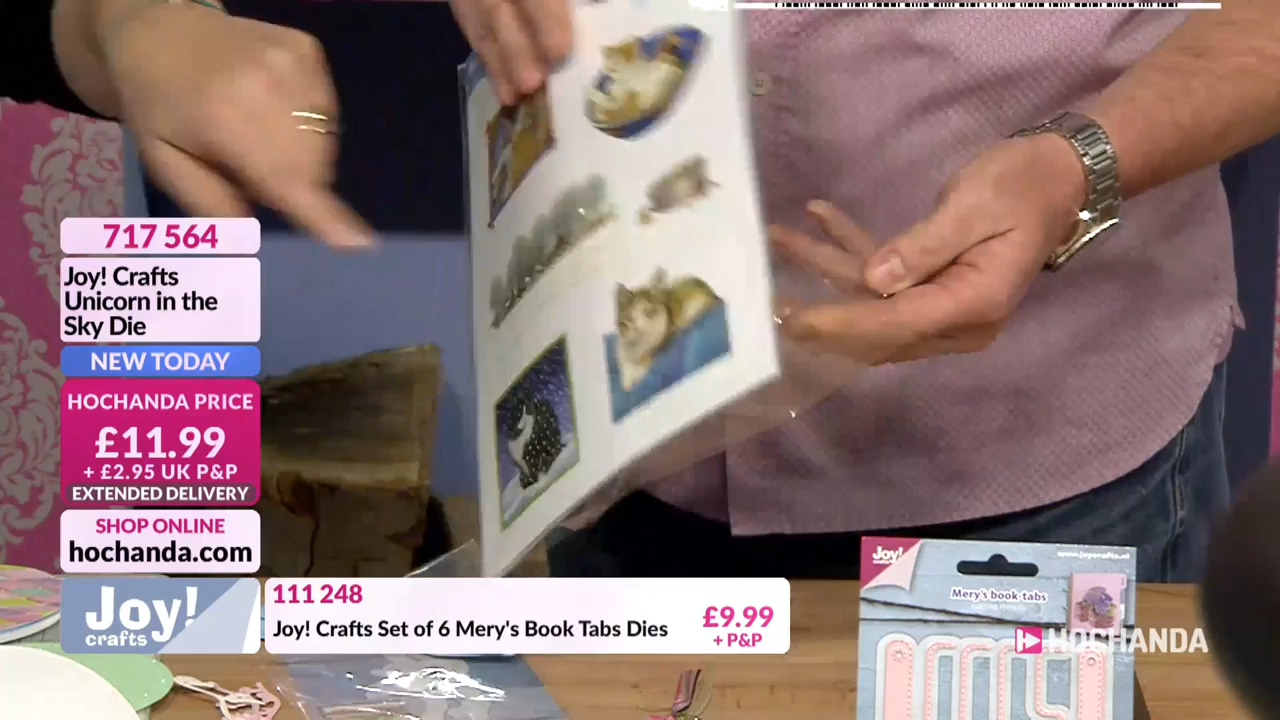 717 564
Joy! Crafts
Unicorn in the
Sky Die
NEW TODAY
HOCHANDA PRICE
£11.99
+ £2.95 UK P&P
EXTENDED DELIVERY
SHOP ONLINE
hochanda.com
Joy!
crafts
111 248
Joy! Crafts Set of 6 Mery's Book Tabs Dies
£9.99
+ P&P
Joy!
www.joycrafts.nl
Mery's book-tabs
HOCHANDA